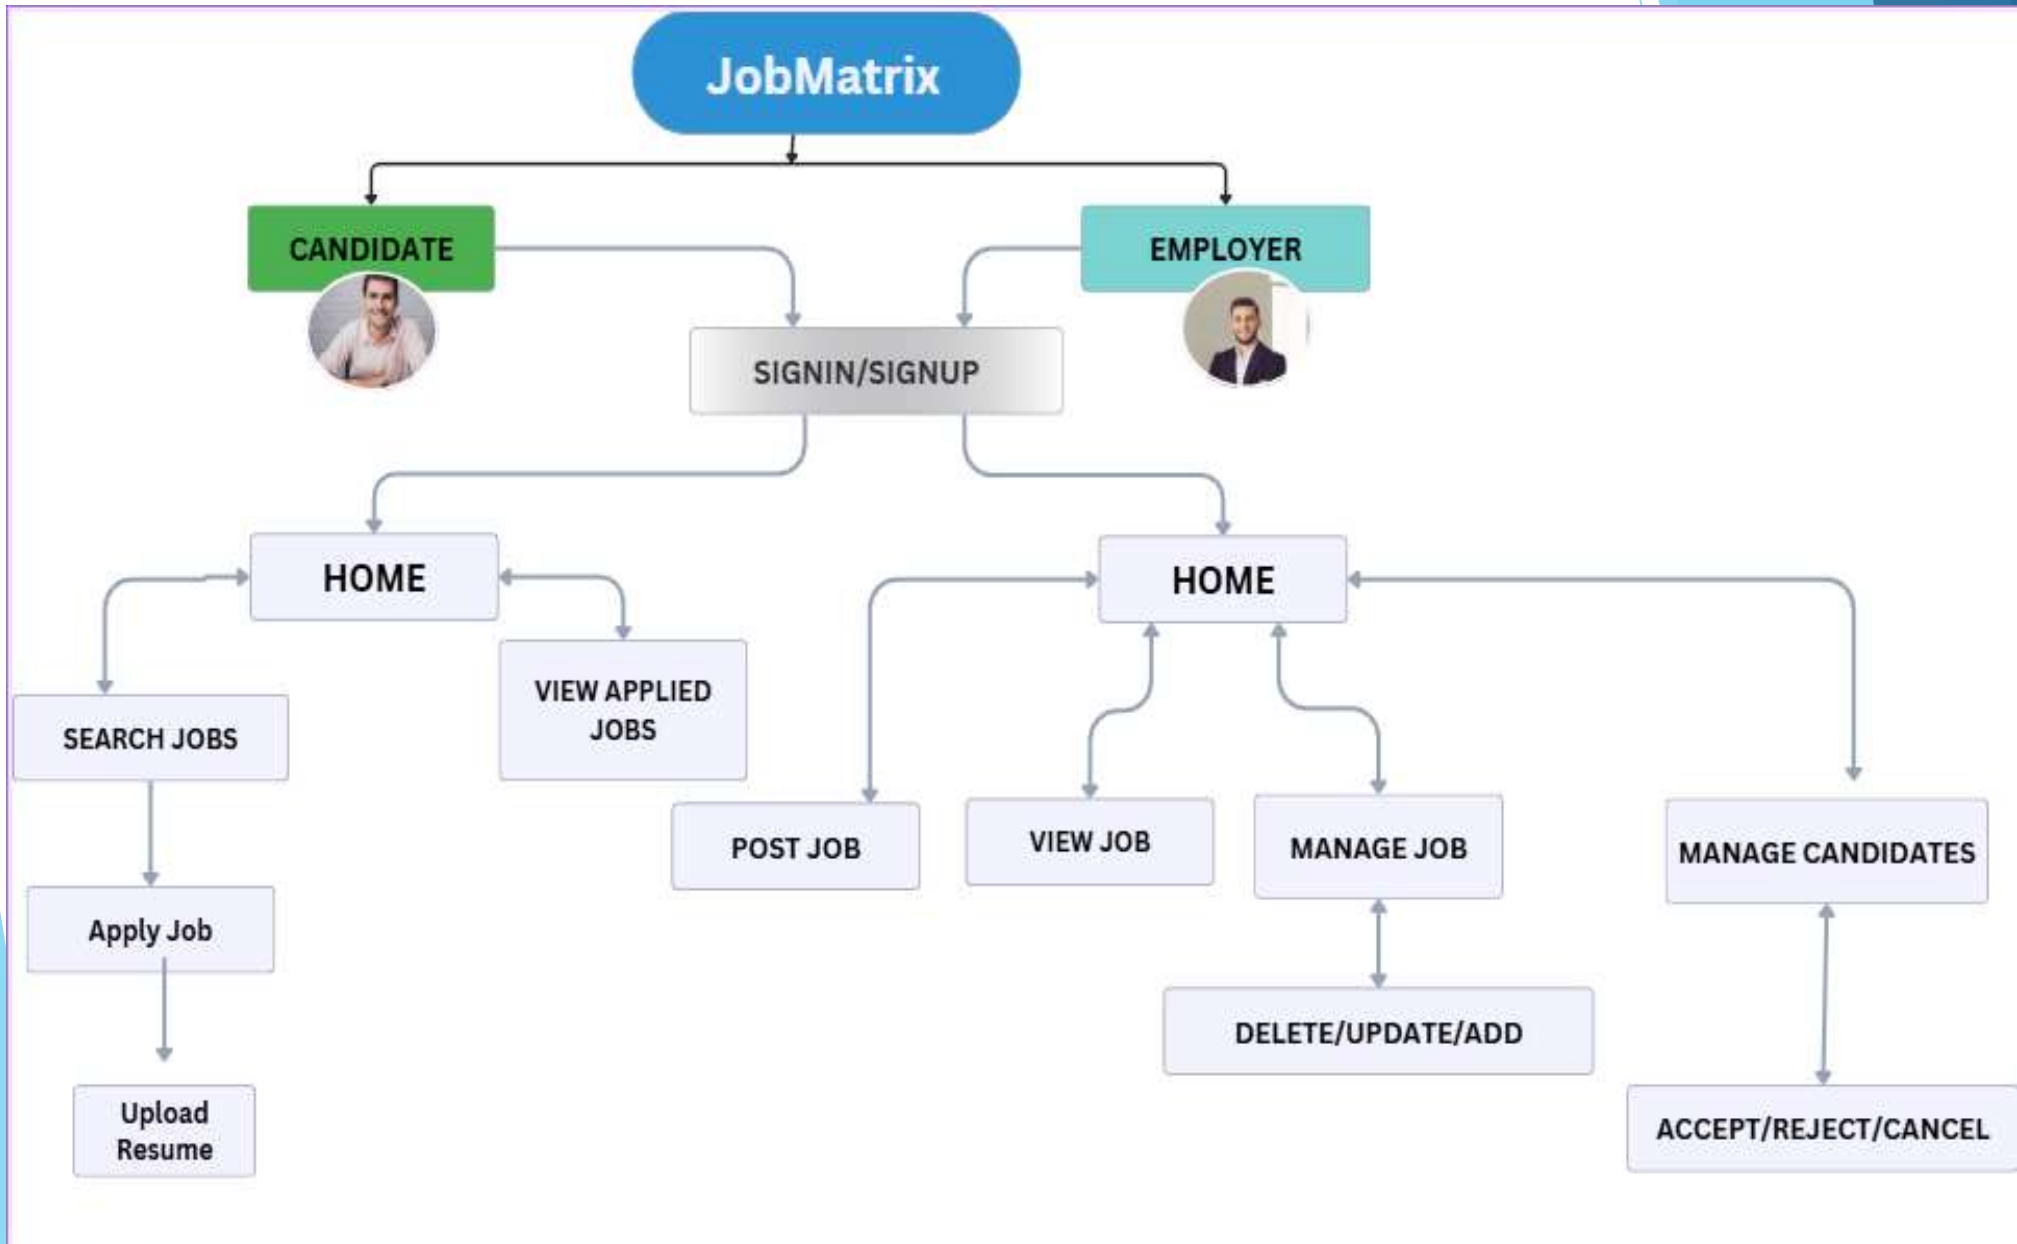 JobMatrix
CANDIDATE
EMPLOYER
SIGNIN/SIGNUP
HOME
HOME
VIEW APPLIED
JOBS
SEARCH JOBS
POST JOB
VIEW JOB
MANAGE JOB
MANAGE CANDIDATES
Apply Job
DELETE/UPDATE/ADD
Upload
Resume
ACCEPT/REJECT/CANCEL